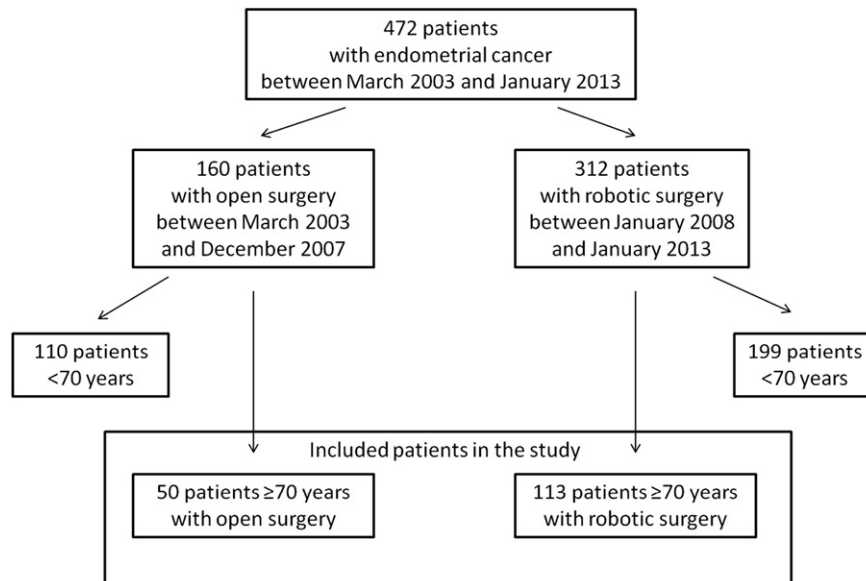 472 patients
with endometrial cancer
between March 2003 and January 2013
160 patients
with open surgery
between March 2003
and December 2007
312 patients
with robotic surgery
between January 2008
and January 2013
110 patients
<70 years
199 patients
<70 years
Included patients in the study
50 patients ≥70 years
with open surgery
113 patients ≥70 years
with robotic surgery